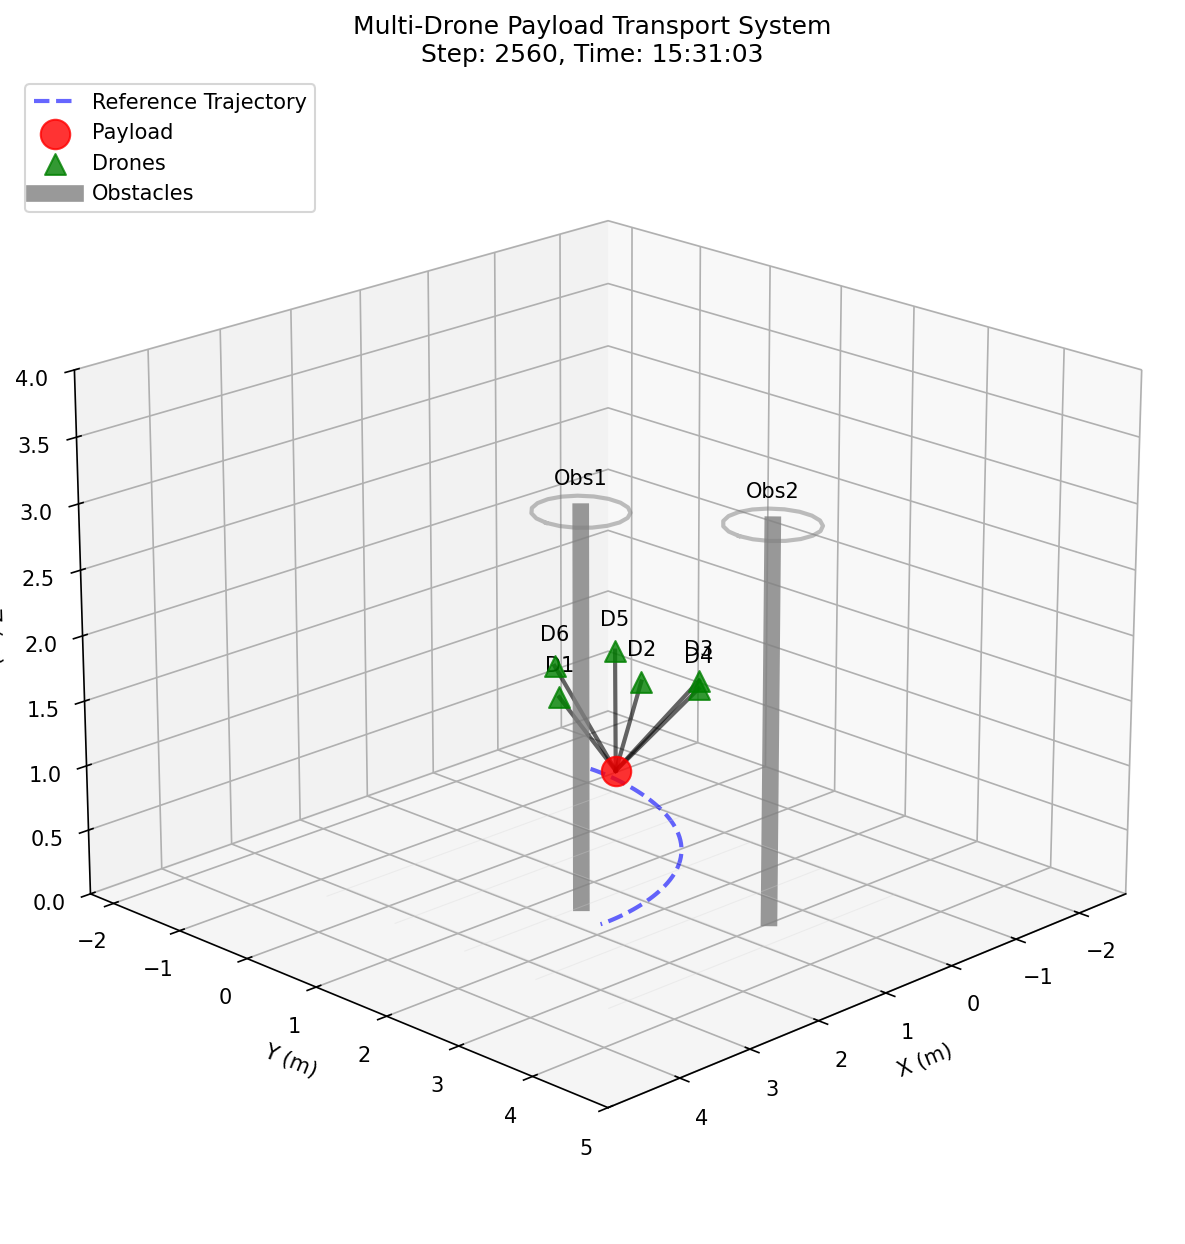 Multi-Drone Payload Transport System
Step: 2560, Time: 15:31:03
Reference Trajectory
Payload
Drones
Obstacles
Obs1
Obs2
D5
D6
D2
D3
D4
D1
4.0
3.5
3.0
2.5
2.0
1.5
1.0
0.5
0.0
−2
−1
0
1
2
3
4
5
Y (m)
−2
−1
0
1
2
3
4
X (m)